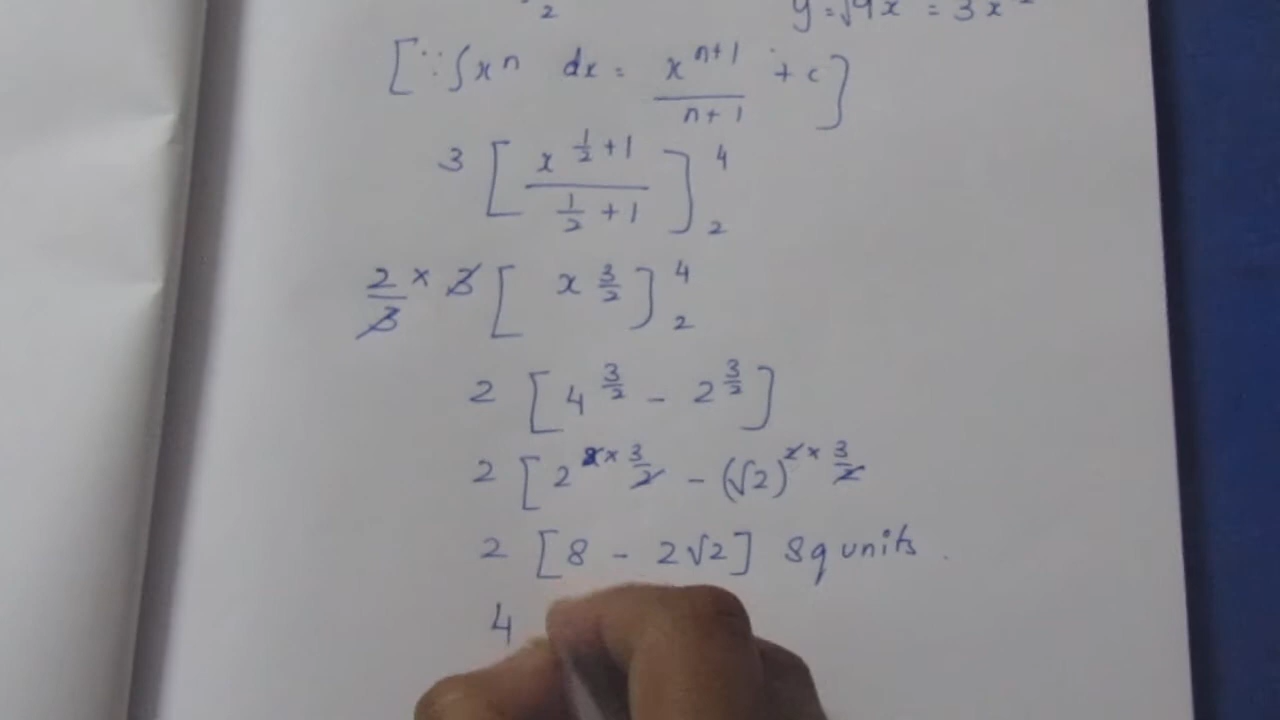 2 y = √9x = 3x
[∵ ∫xⁿ dx = x^(n+1) / (n+1) + c]
3 [x^(1/2 + 1) / (1/2 + 1)]₂⁴
2/3 × 3 [x^(3/2)]₂⁴
2 [4^(3/2) - 2^(3/2)]
2 [2^(2 × 3/2) - (√2)^(2 × 3/2)
2 [8 - 2√2] sq units.
4